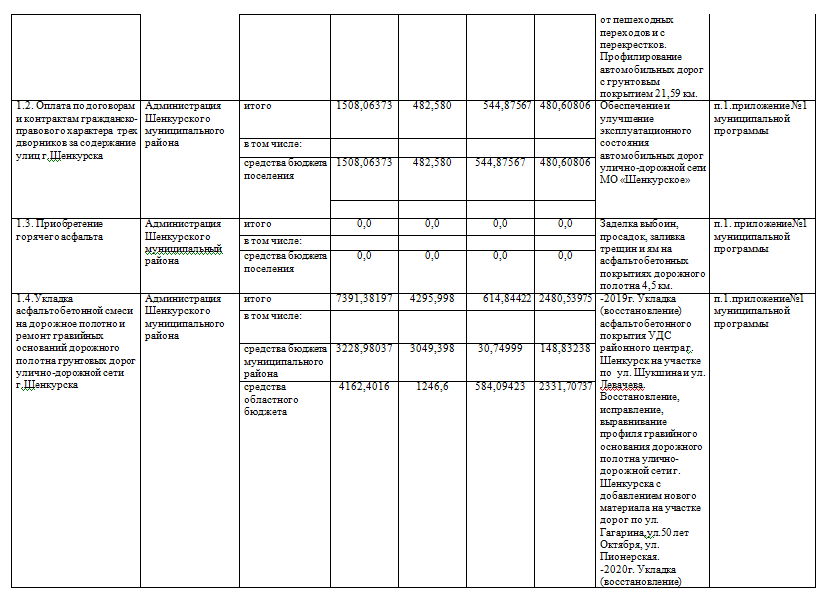 от пешеходных
переходов и с
перекрестков.
Профилирование
автомобильных дорог
с грунтовым
покрытием 21,59 км.
1.2. Оплата по договорам
и контрактам гражданско-
правового характера трех
дворников за содержание
улиц г.Шенкурска
Администрация
Шенкурского
муниципального
района
итого
1508,06373
482,580
544,87567
480,60806
в том числе:
средства бюджета
поселения
1508,06373
482,580
544,87567
480,60806
Обеспечение и
улучшение
эксплуатационного
состояния
автомобильных дорог
улично-дорожной сети
МО «Шенкурское»
п.1.приложение№1
муниципальной
программы
1.3. Приобретение
горячего асфальта
Администрация
Шенкурского
муниципальный
района
итого
0,0
0,0
0,0
0,0
в том числе:
средства бюджета
поселения
0,0
0,0
0,0
0,0
Заделка выбоин,
просадок, заливка
трещин и ям на
асфальтобетонных
покрытиях дорожного
полотна 4,5 км.
п.1. приложение№1
муниципальной
программы
1.4.Укладка
асфальтобетонной смеси
на дорожное полотно и
ремонт гравийных
оснований дорожного
полотна грунтовых дорог
улично-дорожной сети
г.Шенкурска
Администрация
Шенкурского
муниципального
района
итого
7391,38197
4295,998
614,84422
2480,53975
в том числе:
средства бюджета
муниципального
района
3228,98037
3049,398
30,74999
148,83238
средства
областного
бюджета
4162,4016
1246,6
584,09423
2331,70737
-2019г. Укладка
(восстановление)
асфальтобетонного
покрытия УДС
районного центраг.
Шенкурск на участке
по ул. Шукшина и ул.
Левачева.
Восстановление,
исправление,
выравнивание
профиля гравийного
основания дорожного
полотна улично-
дорожной сети г.
Шенкурска с
добавлением нового
материала на участке
дорог по ул.
Гагарина,ул.50 лет
Октября, ул.
Пионерская.
-2020г. Укладка
(восстановление)
п.1.приложение№1
муниципальной
программы